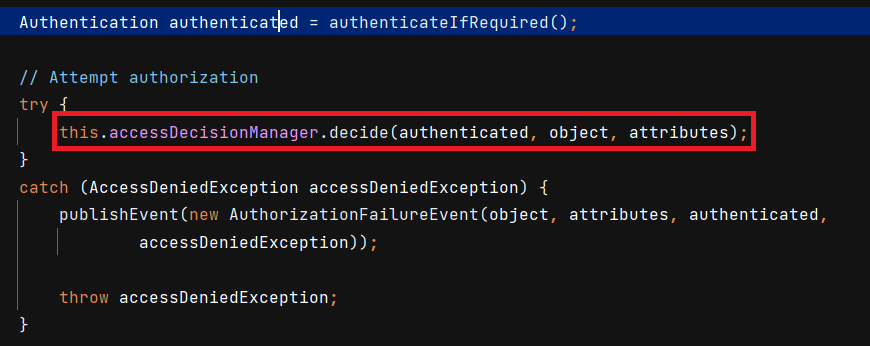 Authentication authenticated = authenticateIfRequired();
// Attempt authorization
try {
this.accessDecisionManager.decide(authenticated, object, attributes);
}
catch (AccessDeniedException accessDeniedException) {
publishEvent(new AuthorizationFailureEvent(object, attributes, authenticated,
accessDeniedException));
throw accessDeniedException;
}